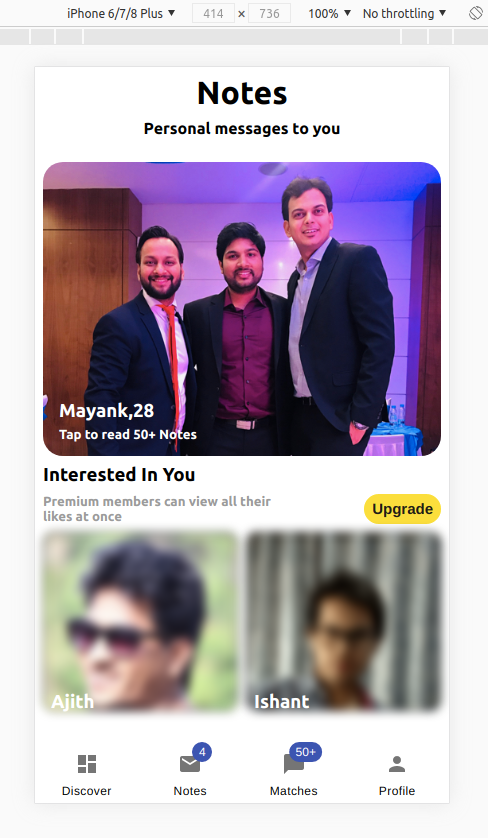 iPhone 6/7/8 Plus ▼ 414 × 736 100% ▼ No throttling ▼
Notes
Personal messages to you
Mayank,28
Tap to read 50+ Notes
Interested In You
Premium members can view all their
likes at once
Upgrade
Ajith
Ishant
4
50+
Discover
Notes
Matches
Profile